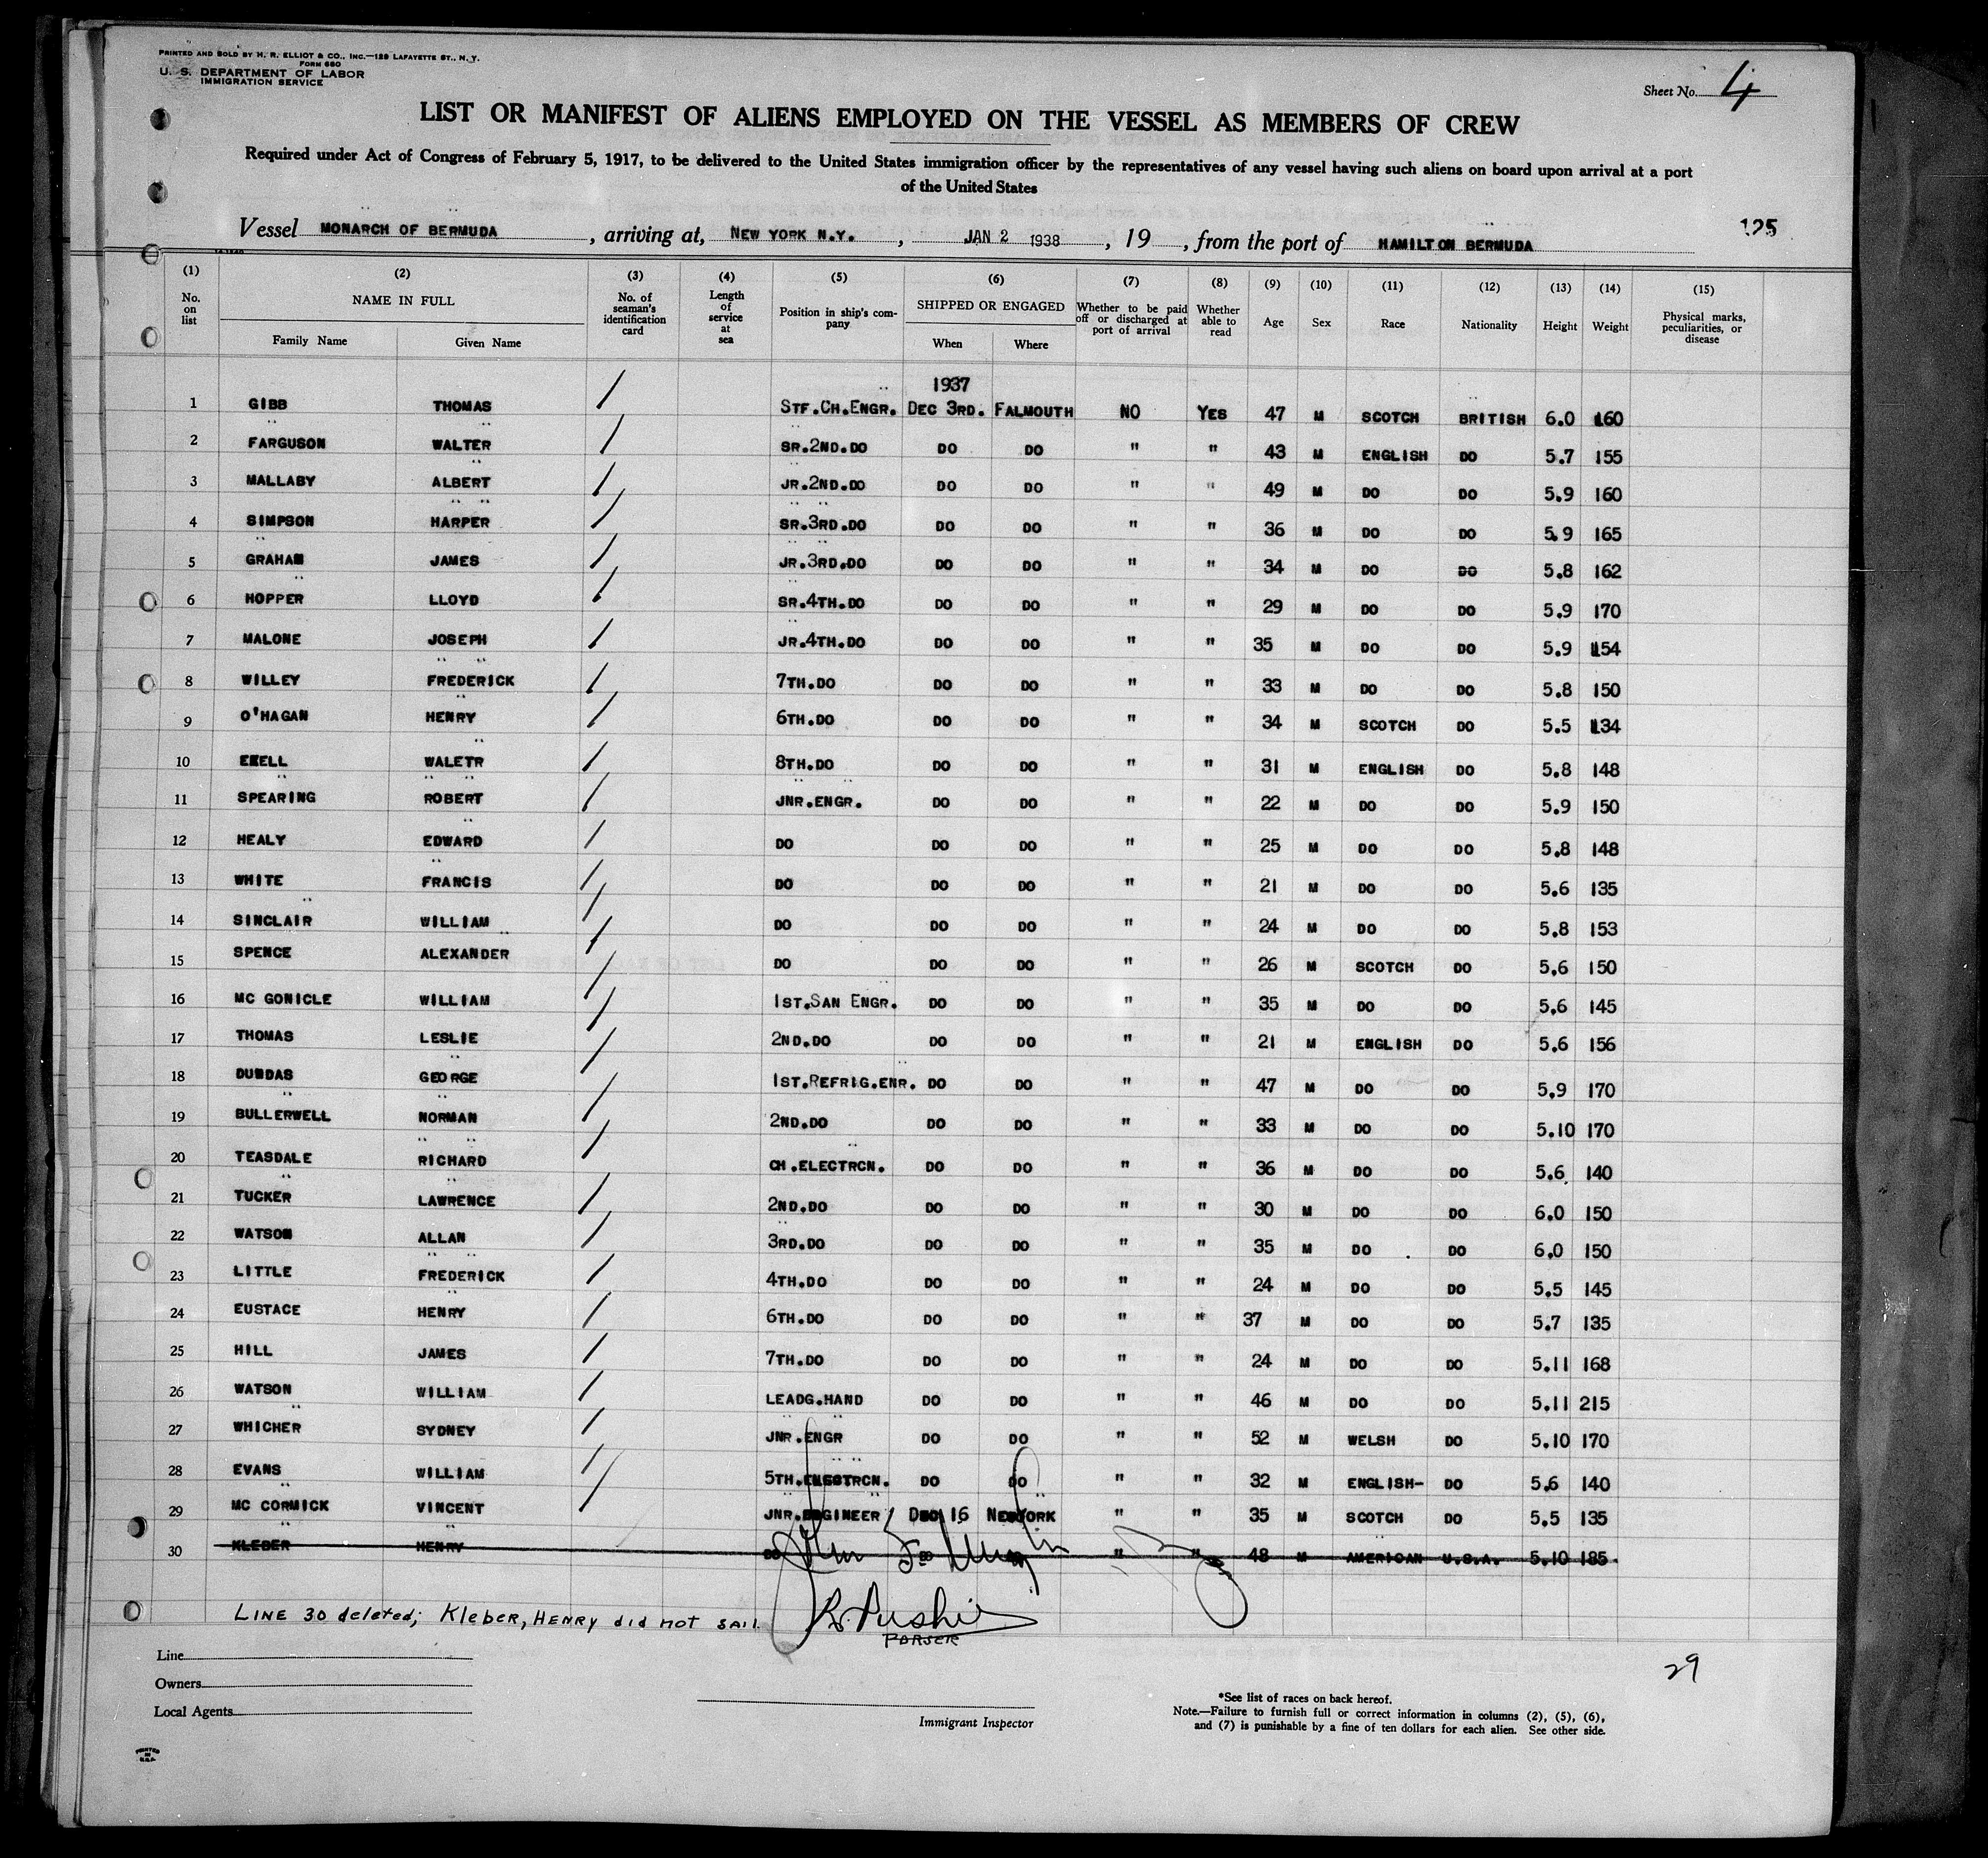 PRINTED AND SOLD BY H. R. ELLIOT & CO., INC.—129 LAFAYETTE ST., N. Y.
FORM 680
U. S. DEPARTMENT OF LABOR
IMMIGRATION SERVICE
Sheet No. 4
LIST OR MANIFEST OF ALIENS EMPLOYED ON THE VESSEL AS MEMBERS OF CREW
Required under Act of Congress of February 5, 1917, to be delivered to the United States immigration officer by the representatives of any vessel having such aliens on board upon arrival at a port
of the United States
Vessel MONARCH OF BERMUDA, arriving at, NEW YORK N.Y., JAN 2 1938, 19, from the port of HAMILTON BERMUDA 125
(1) (2) (3) (4) (5) (6) (7) (8) (9) (10) (11) (12) (13) (14) (15)
No. on list NAME IN FULL Family Name Given Name No. of seaman's identification card Length of service at sea Position in ship's company SHIPPED OR ENGAGED When Where Whether to be paid off or discharged at port of arrival Whether able to read Age Sex Race Nationality Height Weight Physical marks, peculiarities, or disease
1937
1 GIBB THOMAS STF.CH.ENGR. DEC 3RD. FALMOUTH NO YES 47 M SCOTCH BRITISH 6.0 160
2 FARGUSON WALTER SR.2ND.DO DO DO " " 43 M ENGLISH DO 5.7 155
3 MALLABY ALBERT JR.2ND.DO DO DO " " 49 M DO DO 5.9 160
4 SIMPSON HARPER SR.3RD.DO DO DO " " 36 M DO DO 5.9 165
5 GRAHAM JAMES JR.3RD.DO DO DO " " 34 M DO DO 5.8 162
6 HOPPER LLOYD SR.4TH.DO DO DO " " 29 M DO DO 5.9 170
7 MALONE JOSEPH JR.4TH.DO DO DO " " 35 M DO DO 5.9 154
8 WILLEY FREDERICK 7TH.DO DO DO " " 33 M DO DO 5.8 150
9 O'HAGAN HENRY 6TH.DO DO DO " " 34 M SCOTCH DO 5.5 134
10 EKELL WALETR 8TH.DO DO DO " " 31 M ENGLISH DO 5.8 148
11 SPEARING ROBERT JNR.ENGR. DO DO " " 22 M DO DO 5.9 150
12 HEALY EDWARD DO DO DO " " 25 M DO DO 5.8 148
13 WHITE FRANCIS DO DO DO " " 21 M DO DO 5.6 135
14 SINCLAIR WILLIAM DO DO DO " " 24 M DO DO 5.8 153
15 SPENCE ALEXANDER DO DO DO " " 26 M SCOTCH DO 5.6 150
16 MC GONICLE WILLIAM 1ST.SAN ENGR. DO DO " " 35 M DO DO 5.6 145
17 THOMAS LESLIE 2ND.DO DO DO " " 21 M ENGLISH DO 5.6 156
18 DUNDAS GEORGE 1ST.REFRIG.ENR. DO DO " " 47 M DO DO 5.9 170
19 BULLERWELL NORMAN 2ND.DO DO DO " " 33 M DO DO 5.10 170
20 TEASDALE RICHARD CH.ELECTRCN. DO DO " " 36 M DO DO 5.6 140
21 TUCKER LAWRENCE 2ND.DO DO DO " " 30 M DO DO 6.0 150
22 WATSON ALLAN 3RD.DO DO DO " " 35 M DO DO 6.0 150
23 LITTLE FREDERICK 4TH.DO DO DO " " 24 M DO DO 5.5 145
24 EUSTACE HENRY 6TH.DO DO DO " " 37 M DO DO 5.7 135
25 HILL JAMES 7TH.DO DO DO " " 24 M DO DO 5.11 168
26 WATSON WILLIAM LEADG.HAND DO DO " " 46 M DO DO 5.11 215
27 WHICHER SYDNEY JNR.ENGR DO DO " " 52 M WELSH DO 5.10 170
28 EVANS WILLIAM 5TH. DO DO " " 32 M ENGLISH- DO 5.6 140
29 MC CORMICK VINCENT JNR.ENGINEER DEC 16 NEWYORK " " 35 M SCOTCH DO 5.5 135
30 KLEBER HENRY DO " " 48 M AMERICAN U.S.A. 5.10 185
LINE 30 deleted; Kleber, HENRY did not SAIL
PURSER
Line
Owners
Local Agents
Immigrant Inspector
29
*See list of races on back hereof.
Note.—Failure to furnish full or correct information in columns (2), (5), (6),
and (7) is punishable by a fine of ten dollars for each alien. See other side.
PRINTED IN U.S.A.